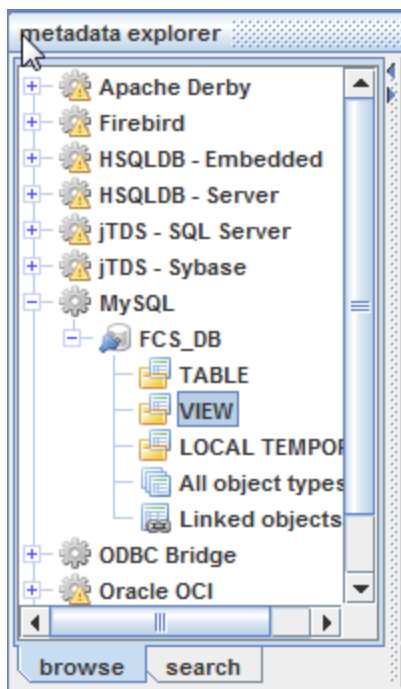 metadata explorer
Apache Derby
Firebird
HSQLDB - Embedded
HSQLDB - Server
jTDS - SQL Server
jTDS - Sybase
MySQL
FCS_DB
TABLE
VIEW
LOCAL TEMPOR
All object types
Linked objects
ODBC Bridge
Oracle OCI
browse search